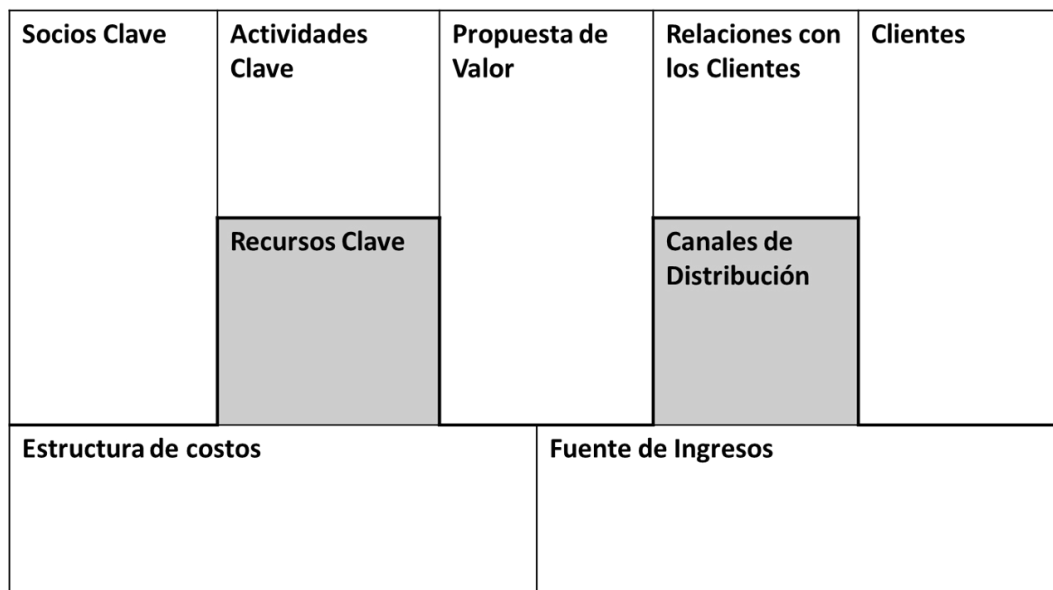 Socios Clave
Actividades
Clave
Propuesta de
Valor
Relaciones con
los Clientes
Clientes
Recursos Clave
Canales de
Distribución
Estructura de costos
Fuente de Ingresos